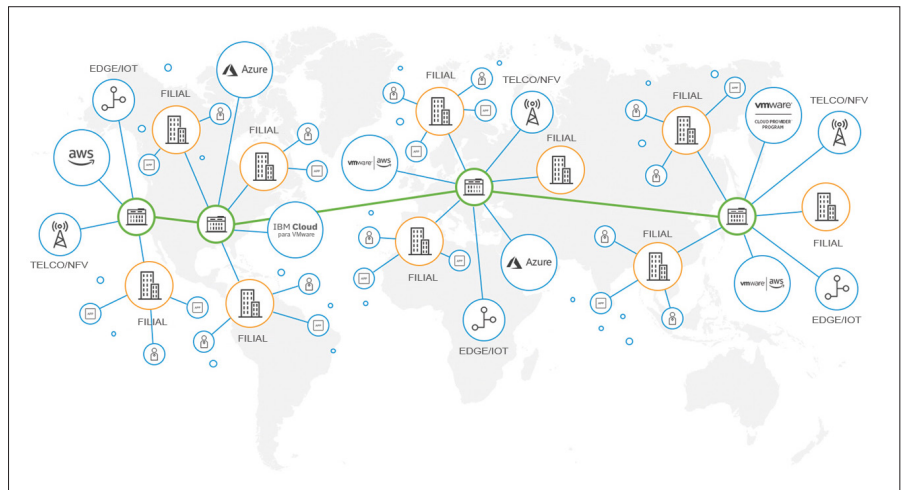 EDGE/IOT
Azure
FILIAL
FILIAL
aws
IBM Cloud
para VMware
TELCO/NFV
FILIAL
FILIAL
FILIAL
TELCO/NFV
FILIAL
vmware | aws
FILIAL
Azure
EDGE/IOT
FILIAL
vmware®
CLOUD PROVIDER
PROGRAM
TELCO/NFV
FILIAL
FILIAL
vmware | aws
EDGE/IOT